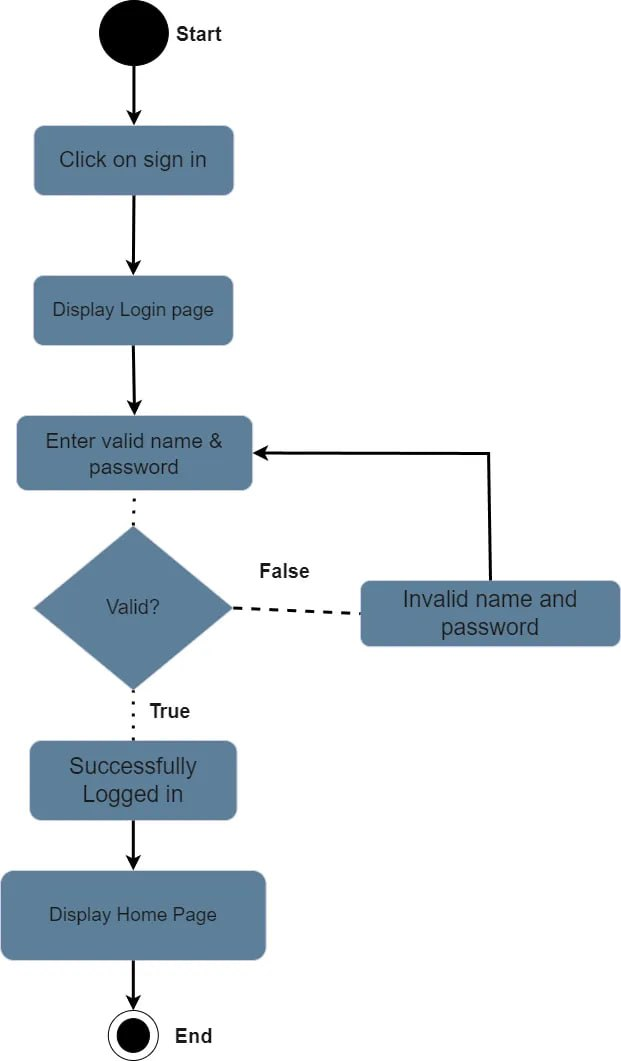 Start
Click on sign in
Display Login page
Enter valid name &
password
Valid?
False
Invalid name and
password
True
Successfully
Logged in
Display Home Page
End